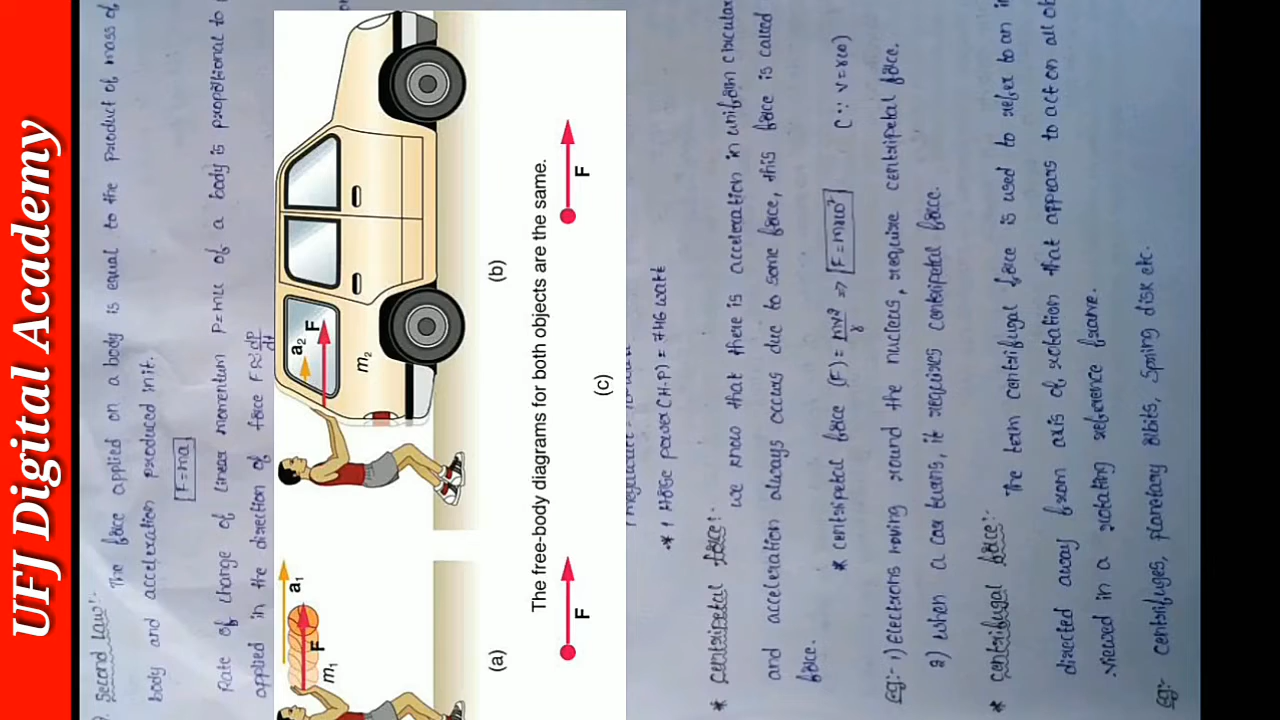 UFJ Digital Academy
Second Law:-
The force applied on a body is equal to the product of mass of
body and acceleration produced in it.
F=ma
Rate of change of linear momentum P=mu of a body is propotional to
applied in the direction of force F∝ dP/dt
a₁
F
m₁
(a)
a₂
F
m₂
(b)
The free-body diagrams for both objects are the same.
F
F
(c)
* 1 Horse power (H.P) = 746 watt
* Centripetal force:-
we know that there is acceleration in uniform circular
and acceleration always occurs due to some force, this force is called
force.
* centripetal force (F) = mv²/r ⇒ F=mrω² (∵ v=rω)
Eg:- 1) Electrons moving round the nucleus, require centripetal force.
2) when a car turns, it requires centripetal force.
* Centrifugal force:-
The term centrifugal force is used to refer to an
directed away from axis of rotation that appears to act on all
viewed in a rotating reference frame.
Eg:- centrifuges, planetary orbits, Spring disk etc.